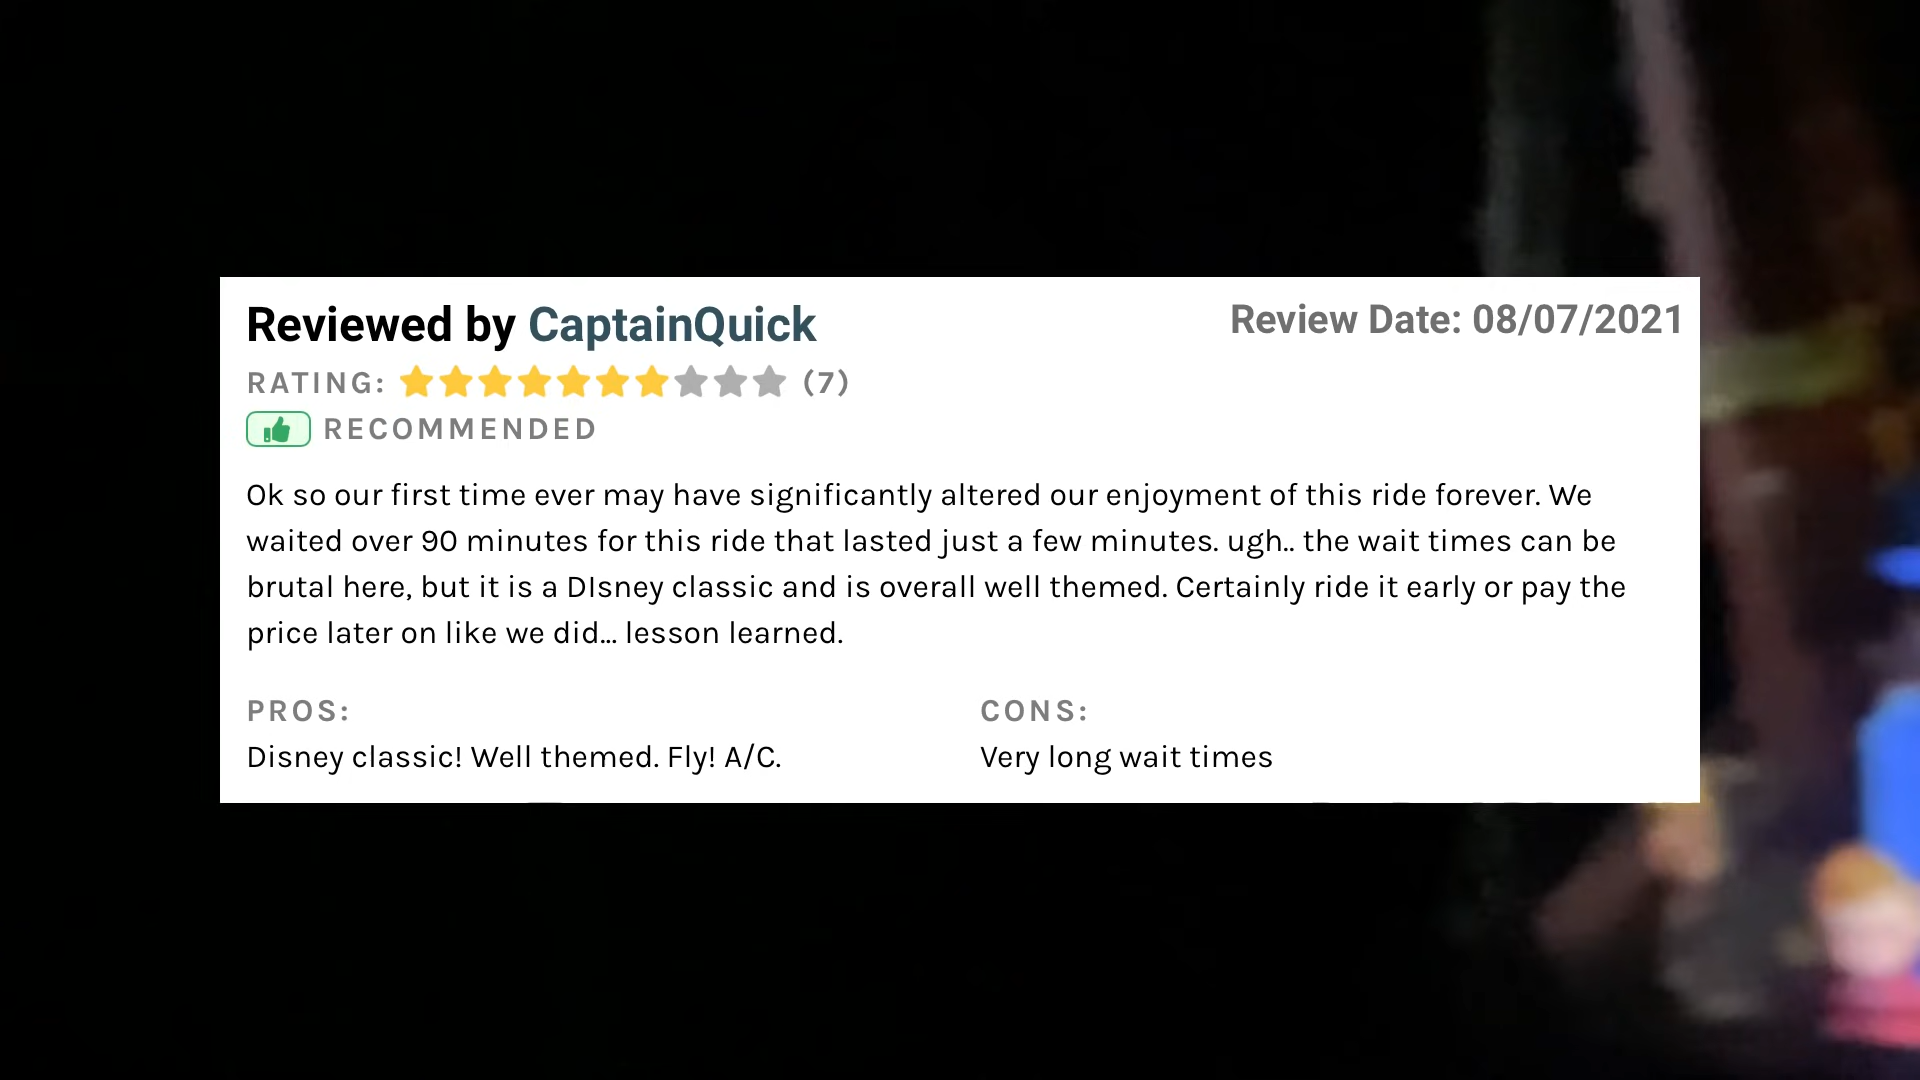 Reviewed by CaptainQuick
Review Date: 08/07/2021
RATING: (7)
RECOMMENDED
Ok so our first time ever may have significantly altered our enjoyment of this ride forever. We
waited over 90 minutes for this ride that lasted just a few minutes. ugh.. the wait times can be
brutal here, but it is a DIsney classic and is overall well themed. Certainly ride it early or pay the
price later on like we did... lesson learned.
PROS:
Disney classic! Well themed. Fly! A/C.
CONS:
Very long wait times